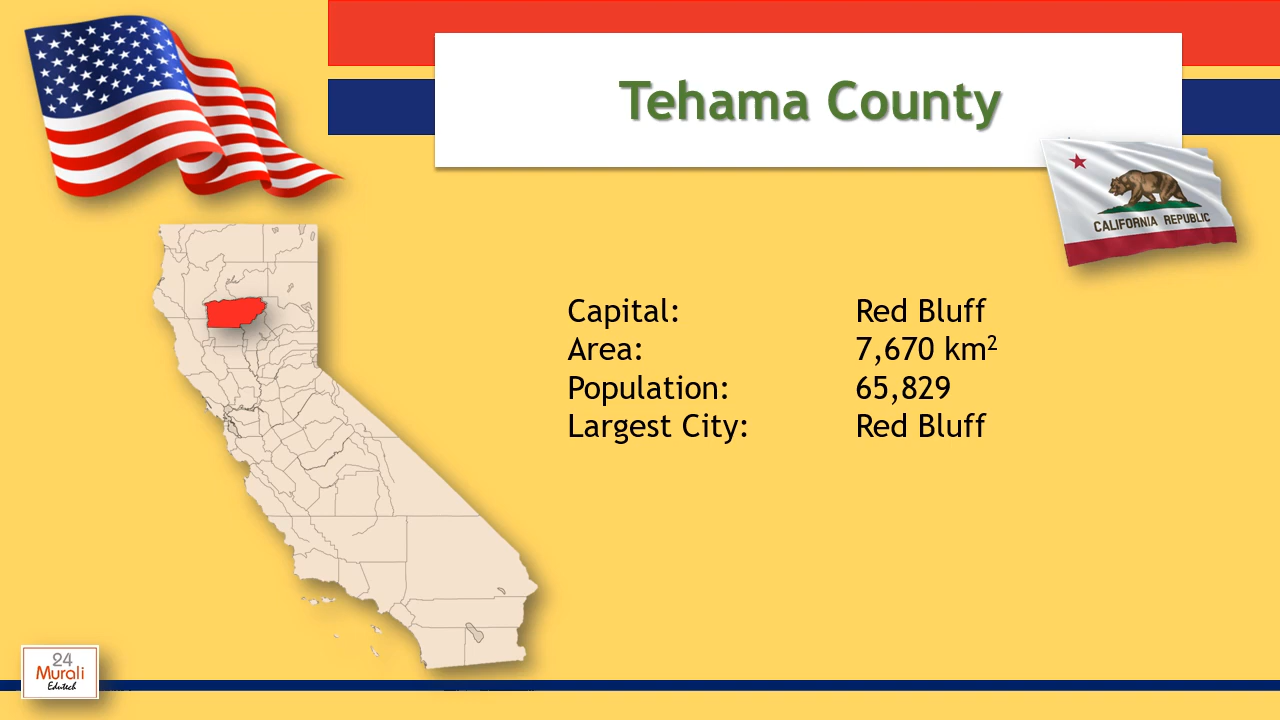 Tehama County
CALIFORNIA REPUBLIC
Capital: Red Bluff
Area: 7,670 km²
Population: 65,829
Largest City: Red Bluff
24
Murali
Edutech